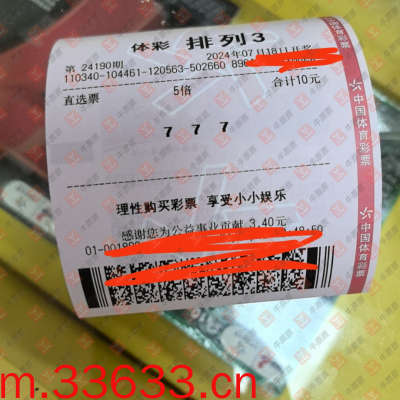 体彩 排列3
第 24190期
2024年07月18日开奖
110340-104461-120563-502660 89
直选票
5倍
合计10元
7 7 7
理性购买彩票 享受小小娱乐
感谢您为公益事业贡献 3.40元
01-001
中国体育彩票
中国体育彩票
m.33633.cn